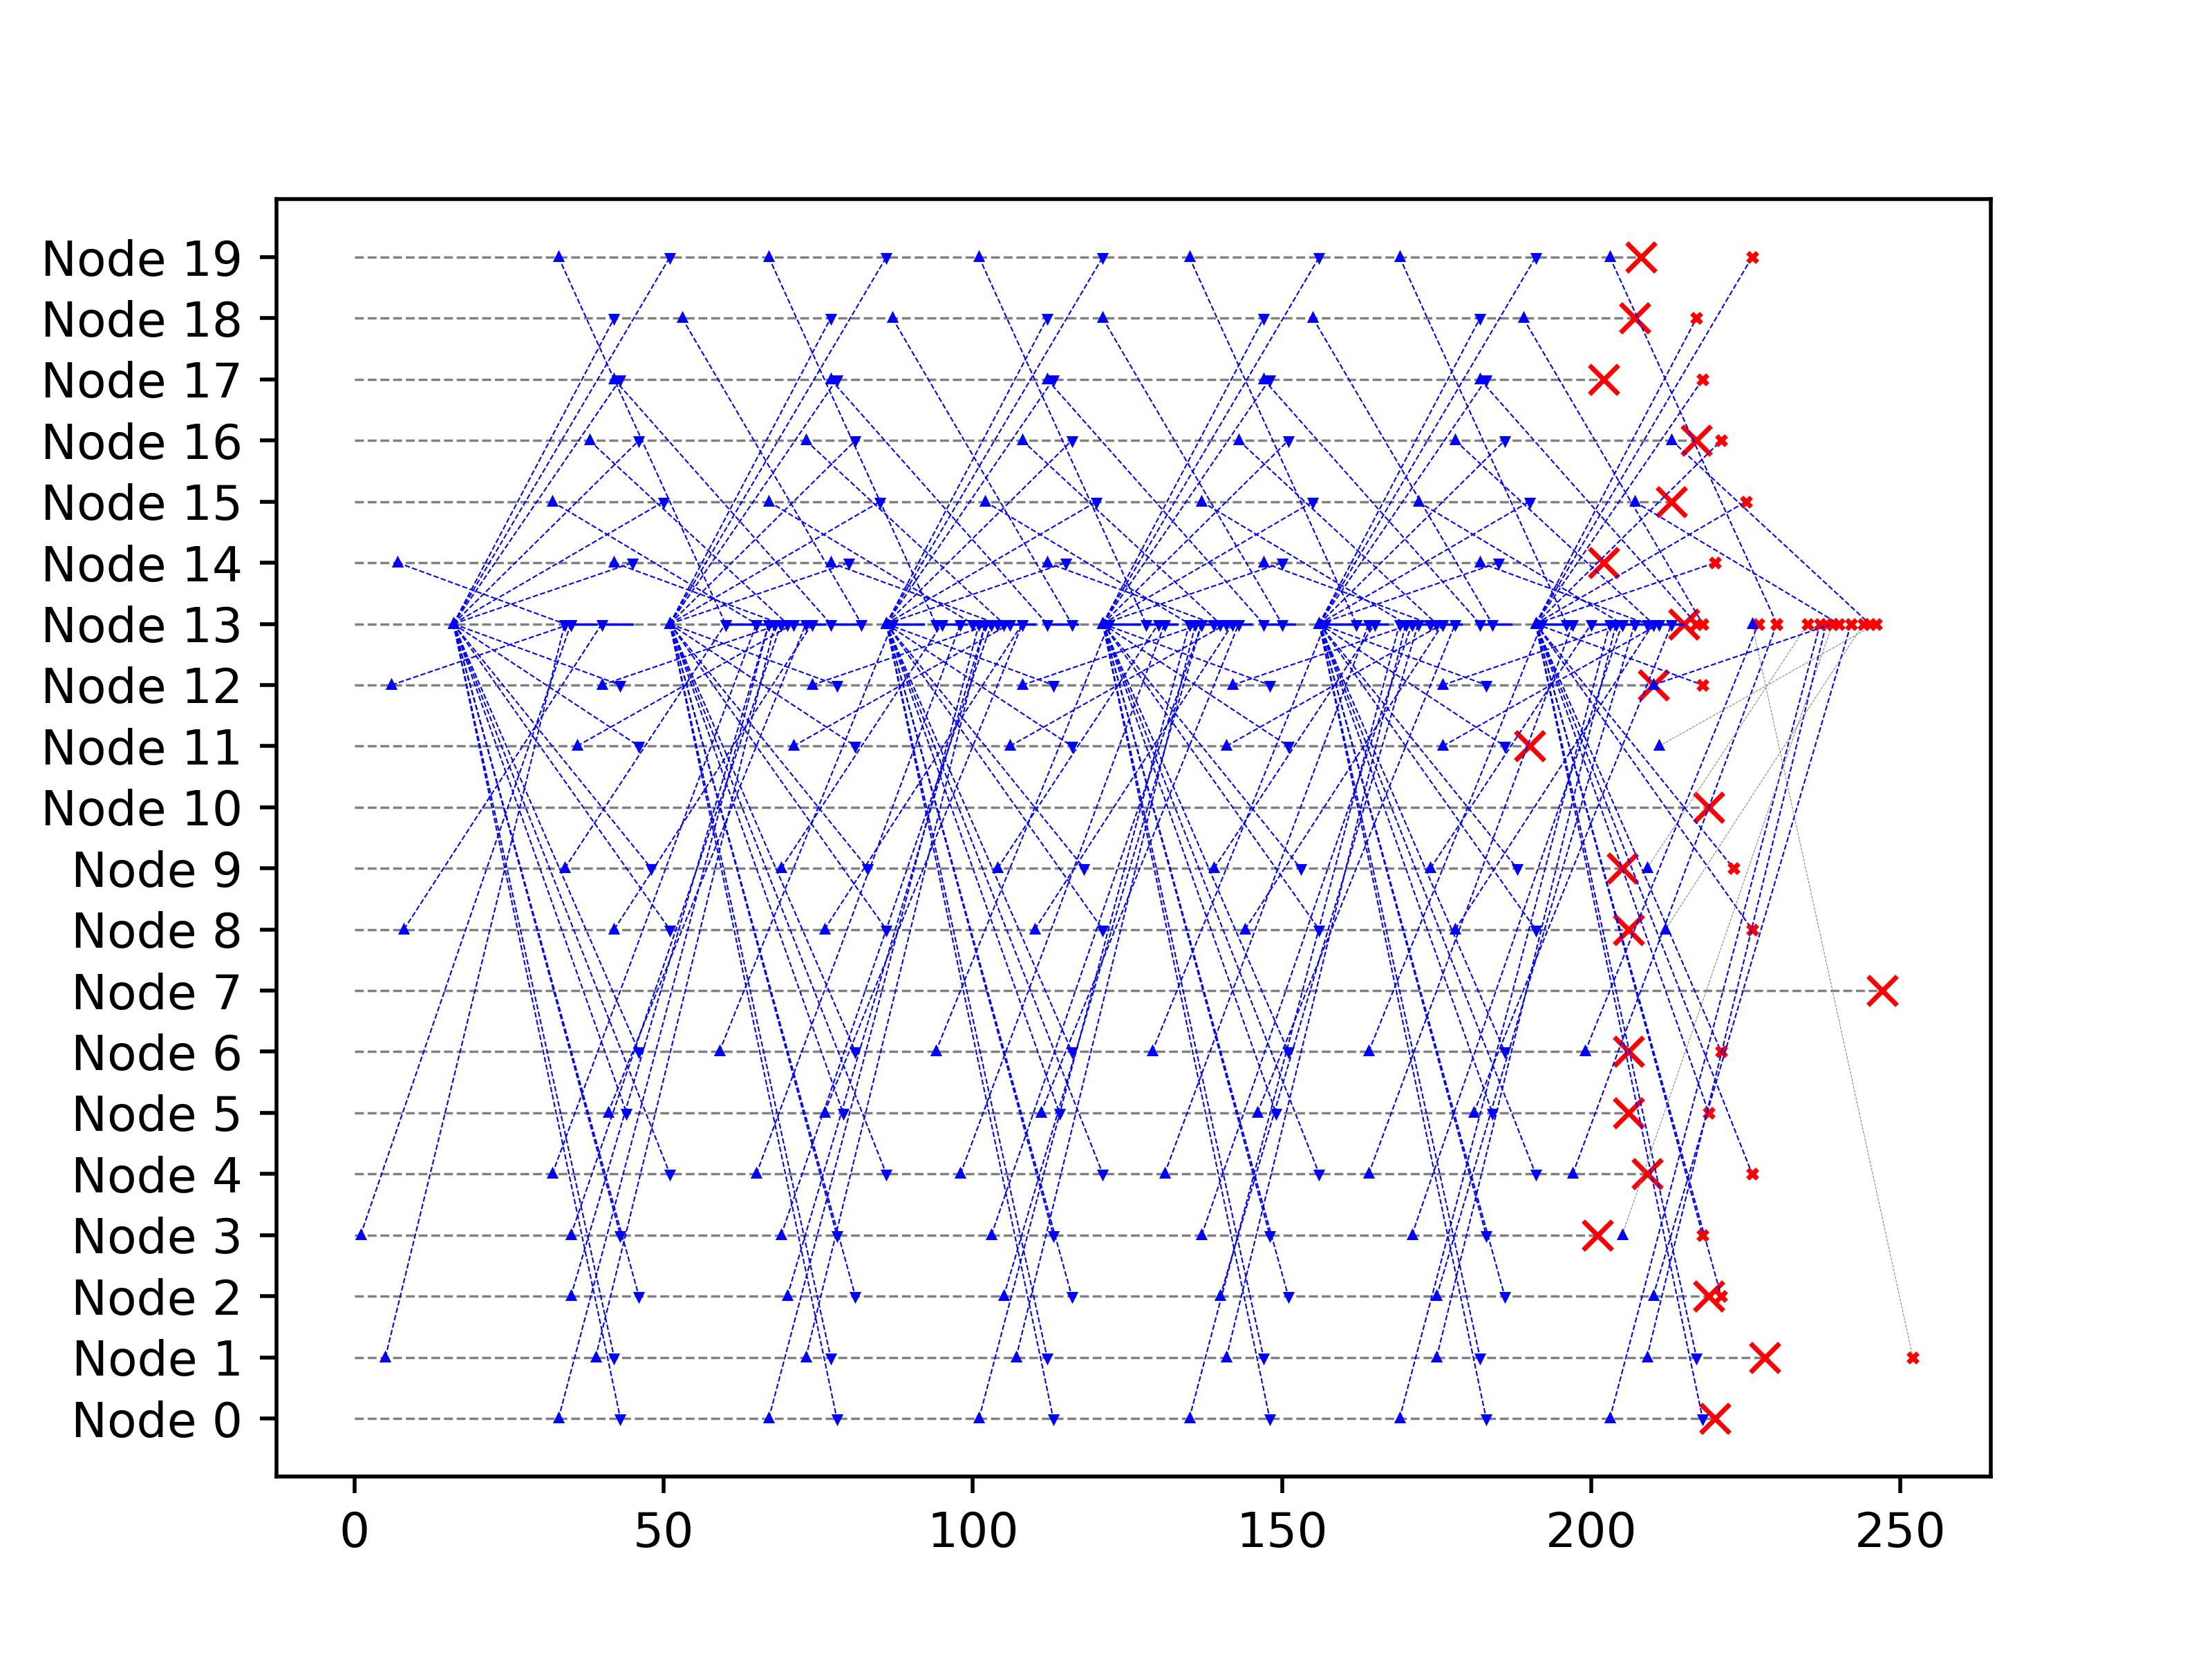 Node 19
Node 18
Node 17
Node 16
Node 15
Node 14
Node 13
Node 12
Node 11
Node 10
Node 9
Node 8
Node 7
Node 6
Node 5
Node 4
Node 3
Node 2
Node 1
Node 0
0 50 100 150 200 250